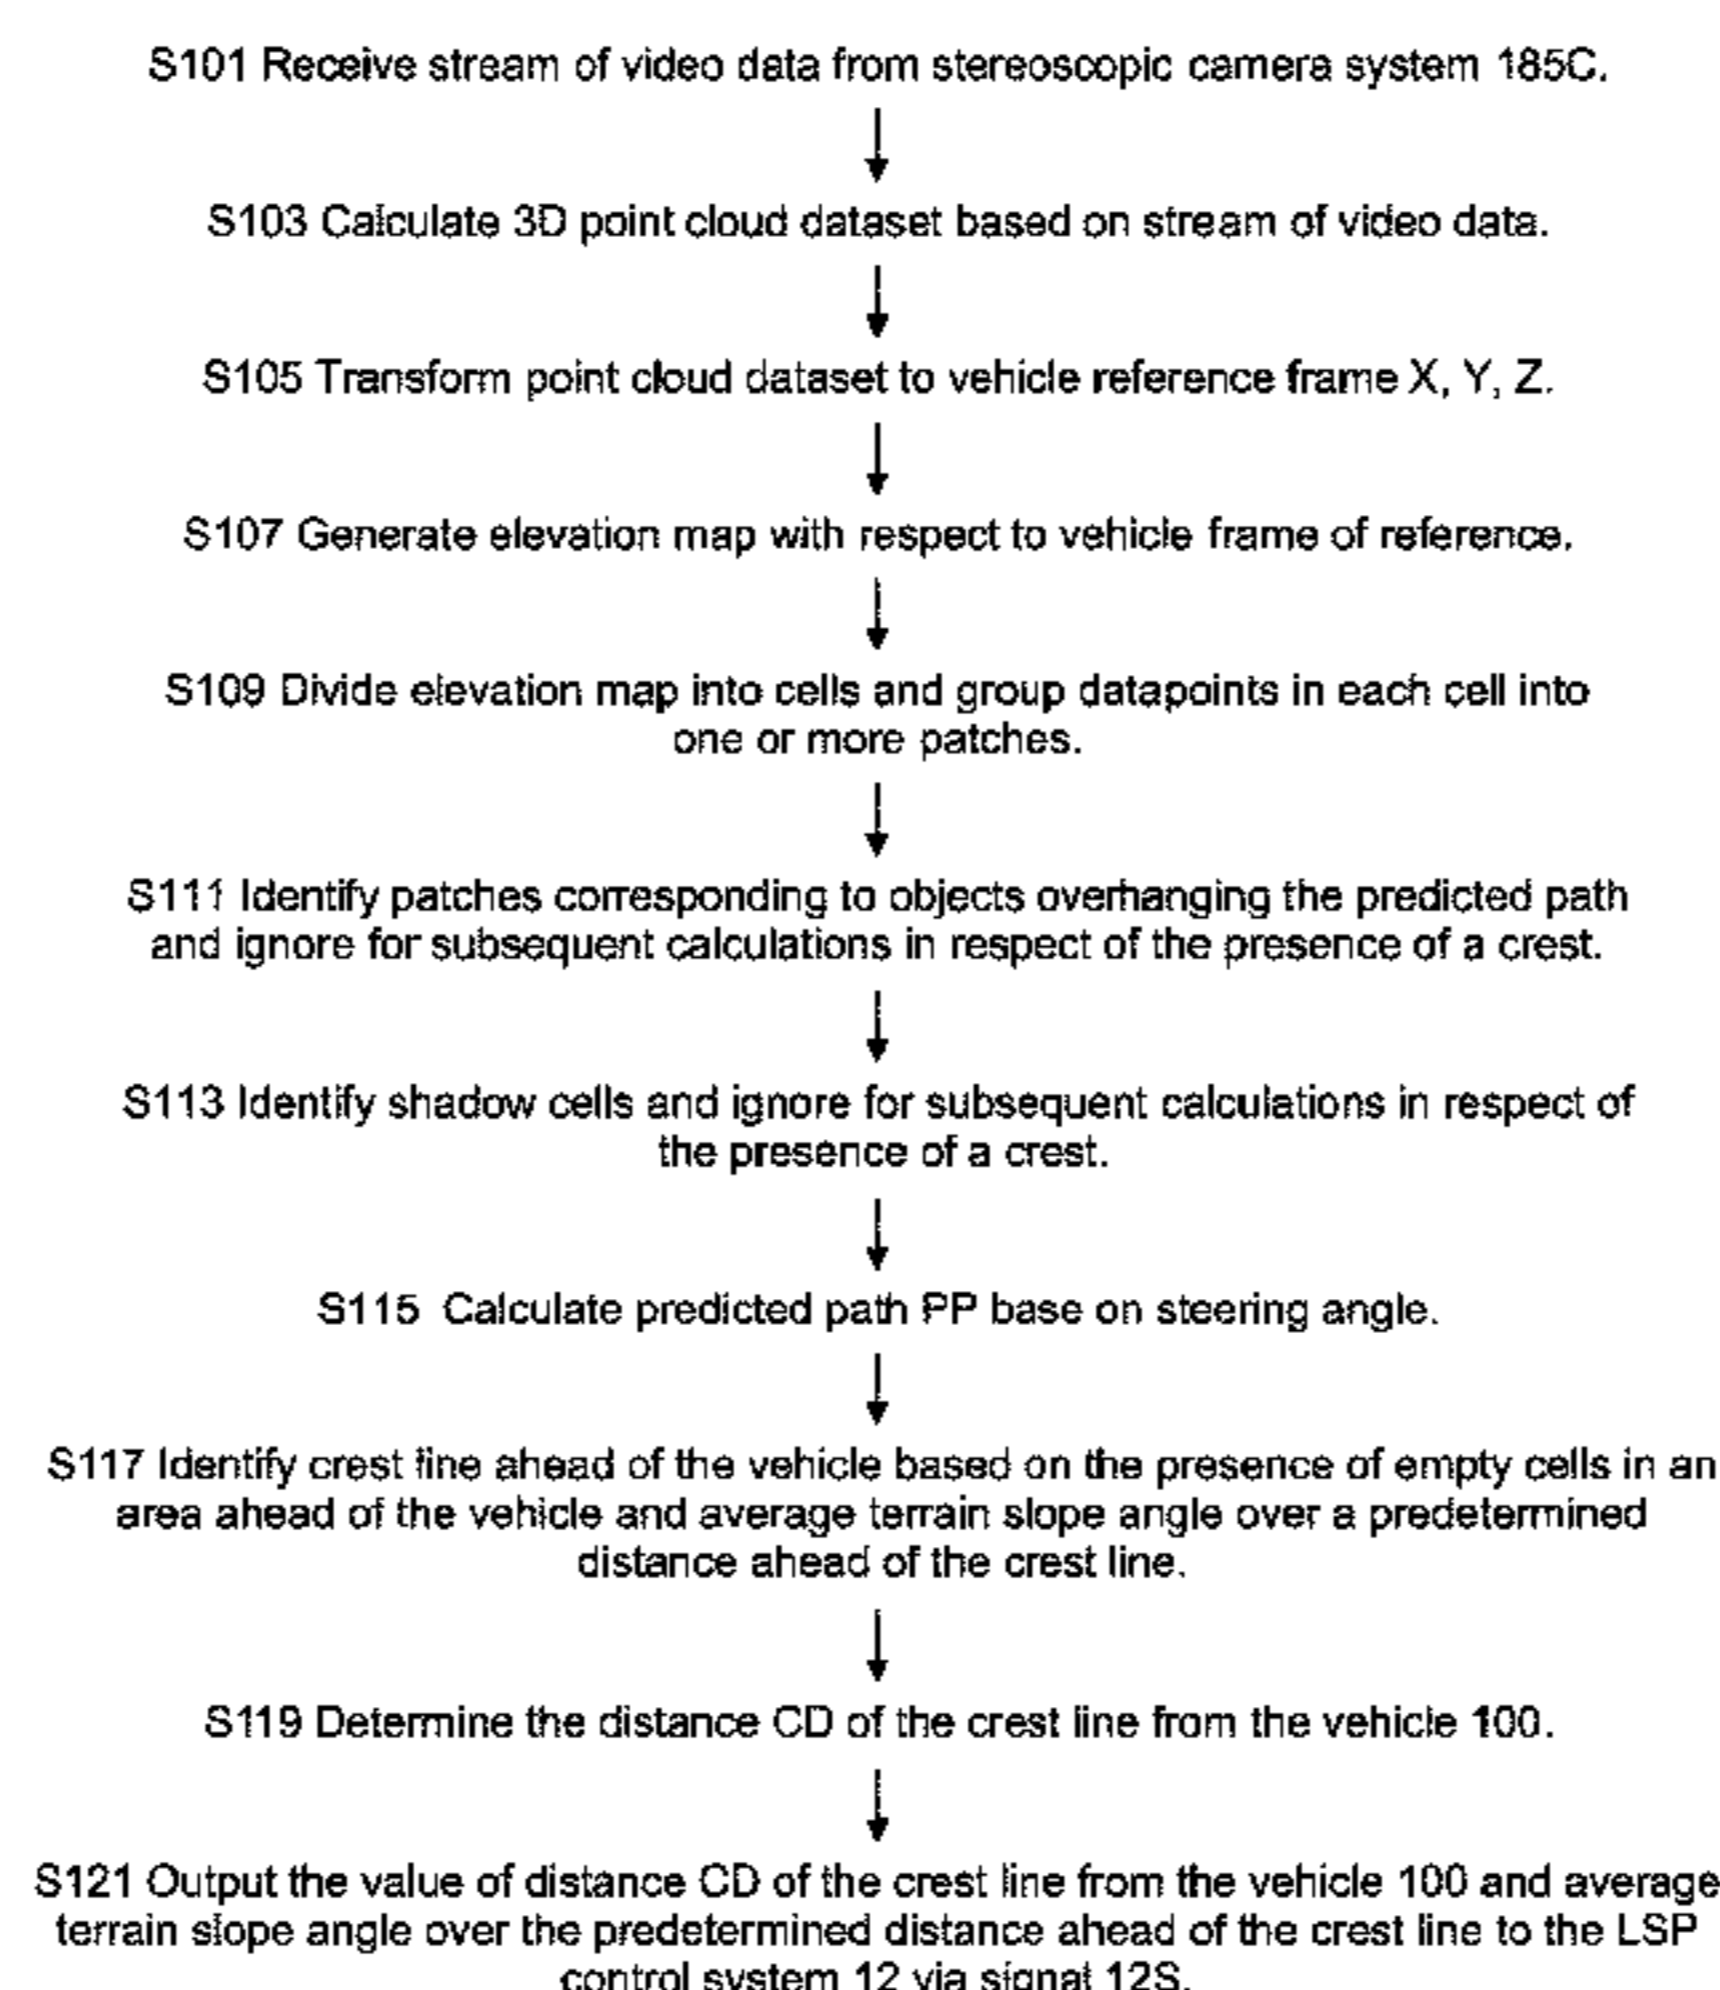 S101 Receive stream of video data from stereoscopic camera system 185C.
S103 Calculate 3D point cloud dataset based on stream of video data.
S105 Transform point cloud dataset to vehicle reference frame X, Y, Z.
S107 Generate elevation map with respect to vehicle frame of reference.
S109 Divide elevation map into cells and group datapoints in each cell into
one or more patches.
S111 Identify patches corresponding to objects overhanging the predicted path
and ignore for subsequent calculations in respect of the presence of a crest.
S113 Identify shadow cells and ignore for subsequent calculations in respect of
the presence of a crest.
S115 Calculate predicted path PP base on steering angle.
S117 Identify crest line ahead of the vehicle based on the presence of empty cells in an
area ahead of the vehicle and average terrain slope angle over a predetermined
distance ahead of the crest line.
S119 Determine the distance CD of the crest line from the vehicle 100.
S121 Output the value of distance CD of the crest line from the vehicle 100 and average
terrain slope angle over the predetermined distance ahead of the crest line to the LSP
control system 12 via signal 12S.